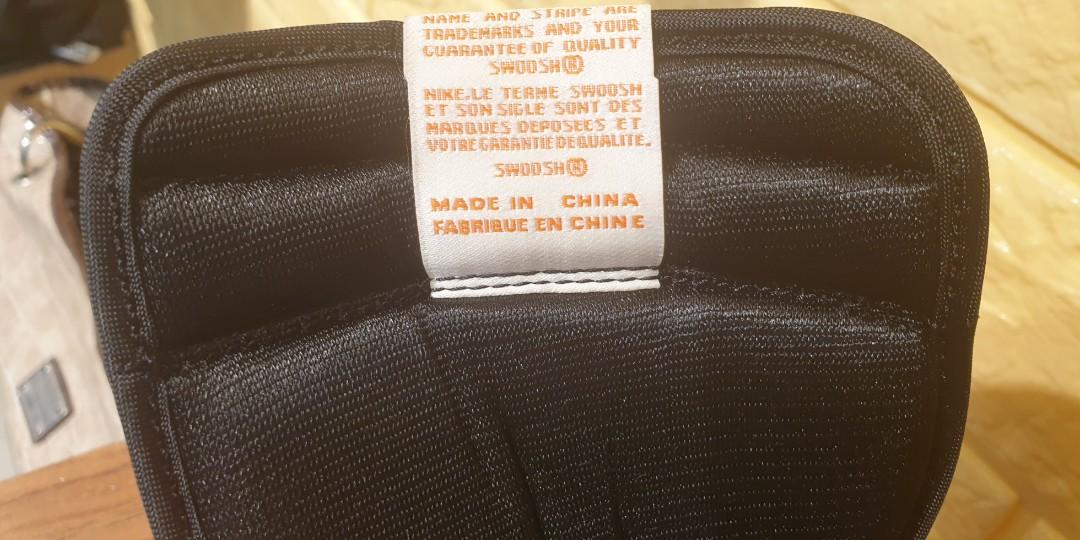 NAME AND STRIPE ARE
TRADEMARKS AND YOUR
GUARANTEE OF QUALITY
SWOOSH®
NIKE.LE TERME SWOOSH
ET SON SIGLE SONT DES
MARQUES DEPOSEES ET
VOTRE GARANTIE DE QUALITE.
SWOOSH®
MADE IN CHINA
FABRIQUE EN CHINE